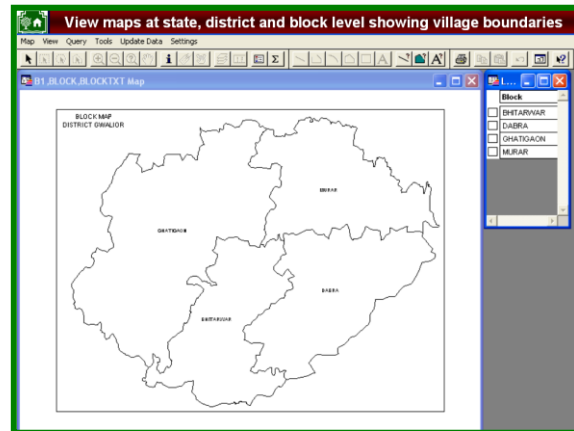 View maps at state, district and block level showing village boundaries
Map View Query Tools Update Data Settings
B1,BLOCK,BLOCKTXT Map
L...
BLOCK MAP
DISTRICT GWALIOR
MURAR
GHATIGAON
DABRA
BHITARWAR
Block
BHITARWAR
DABRA
GHATIGAON
MURAR